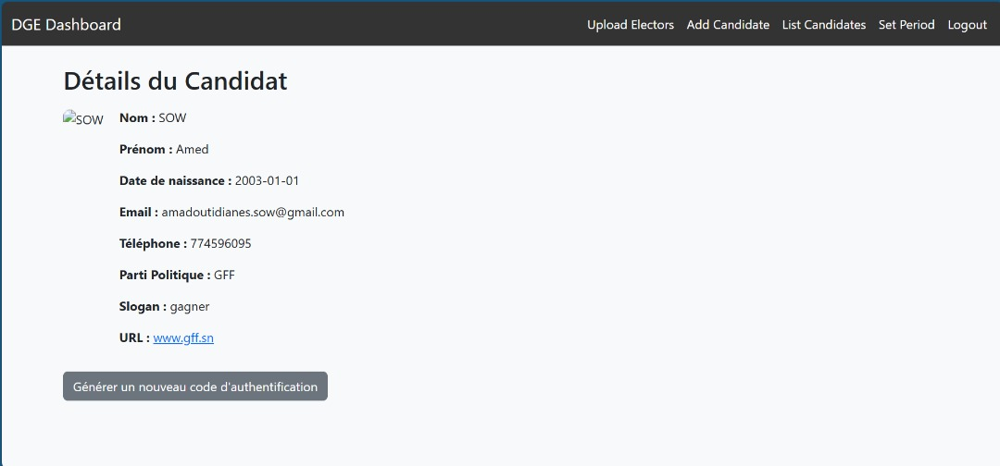 DGE Dashboard Upload Electors Add Candidate List Candidates Set Period Logout
Détails du Candidat
SOW Nom : SOW
Prénom : Amed
Date de naissance : 2003-01-01
Email : amadoutidianes.sow@gmail.com
Téléphone : 774596095
Parti Politique : GFF
Slogan : gagner
URL : www.gff.sn
Générer un nouveau code d'authentification